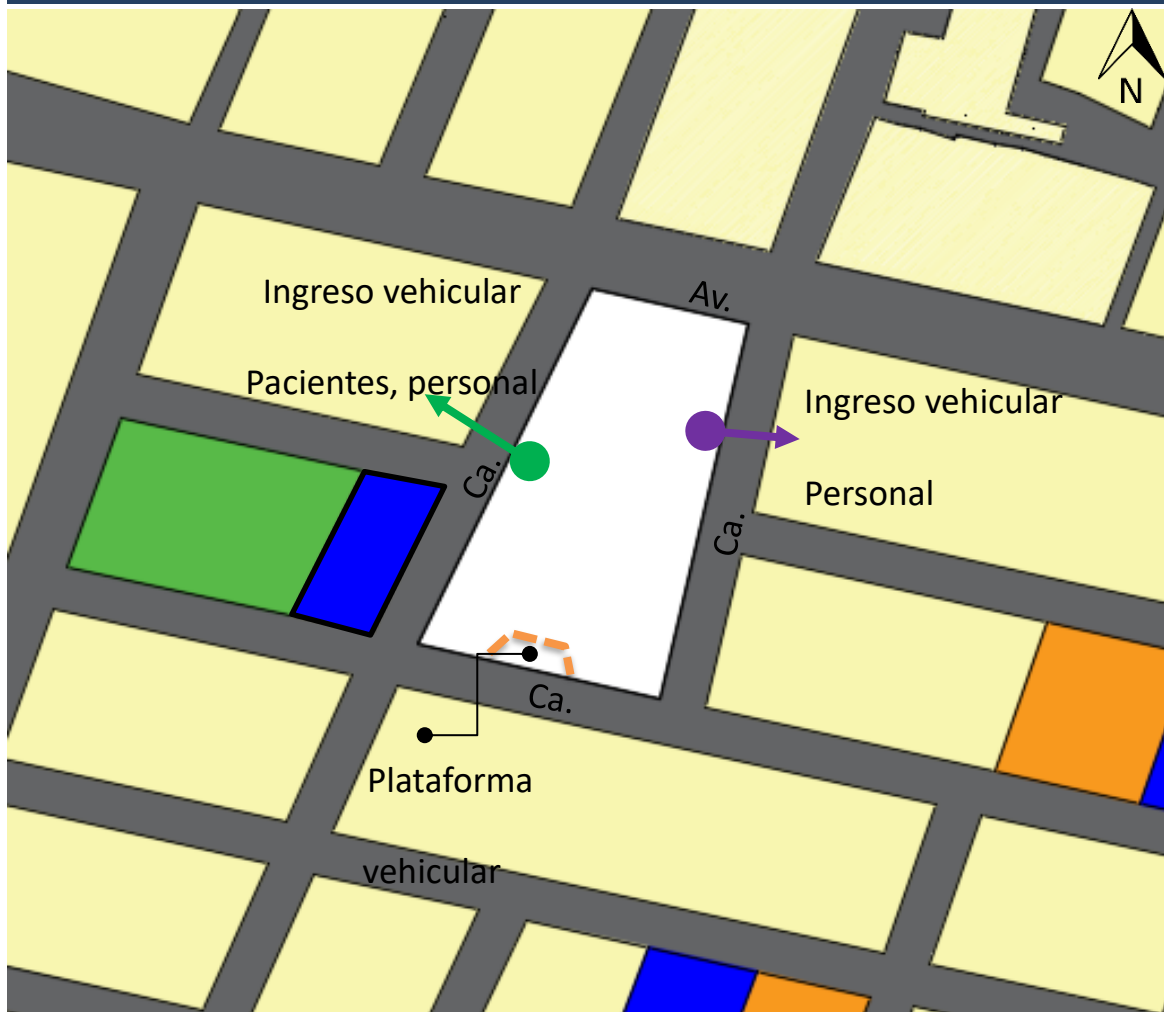 N
Ingreso vehicular
Pacientes, personal
Av.
Ingreso vehicular
Personal
Ca.
Ca.
Ca.
Plataforma
vehicular